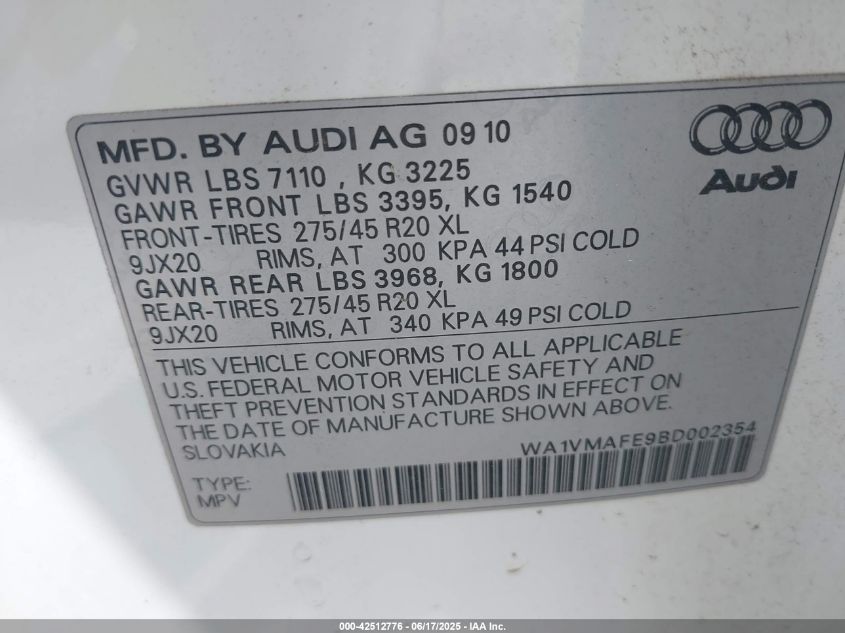 MFD. BY AUDI AG 09 10
Audi
GVWR LBS 7110 , KG 3225
GAWR FRONT LBS 3395, KG 1540
FRONT-TIRES 275/45 R20 XL
9JX20 RIMS, AT 300 KPA 44 PSI COLD
GAWR REAR LBS 3968, KG 1800
REAR-TIRES 275/45 R20 XL
9JX20 RIMS, AT 340 KPA 49 PSI COLD
THIS VEHICLE CONFORMS TO ALL APPLICABLE
U.S. FEDERAL MOTOR VEHICLE SAFETY AND
THEFT PREVENTION STANDARDS IN EFFECT ON
THE DATE OF MANUFACTURE SHOWN ABOVE.
SLOVAKIA WA1VMAFE9BD002354
TYPE:
MPV
000-42512776 - 06/17/2025 - IAA Inc.